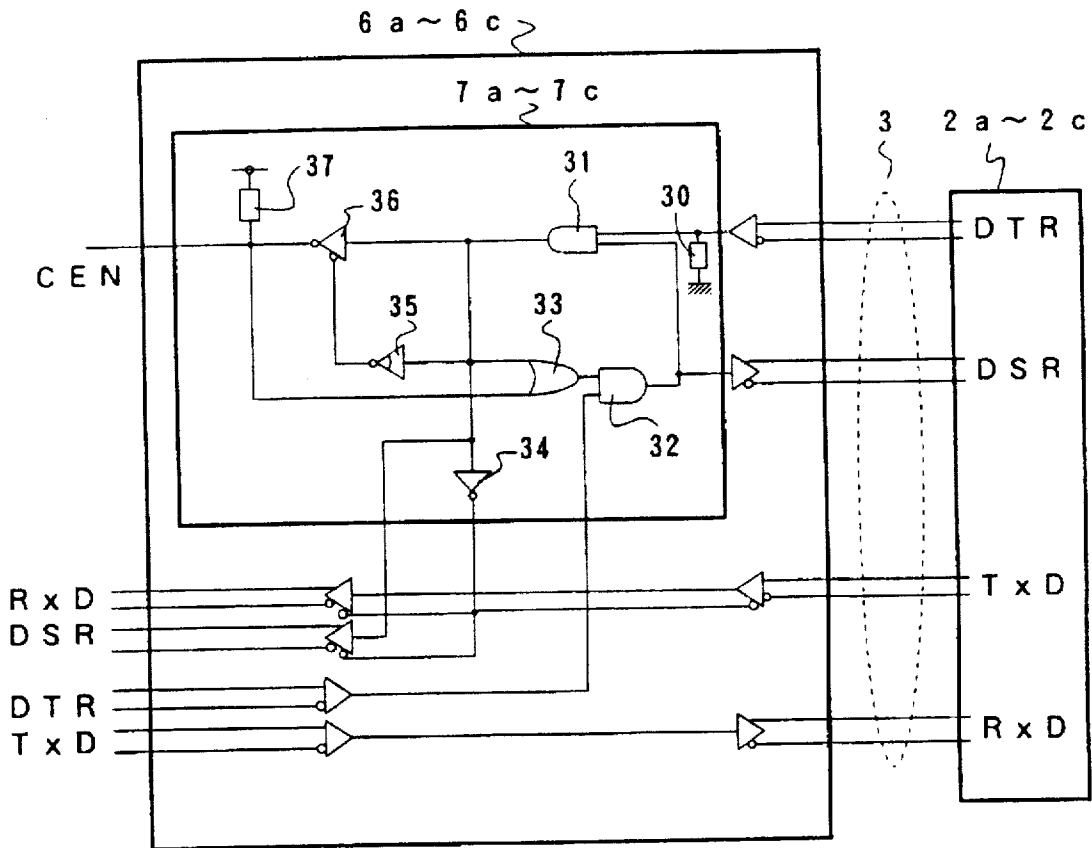 6 a ~ 6 c
7 a ~ 7 c
2 a ~ 2 c
3
37
36
31
30
D T R
C E N
35
33
D S R
32
34
R x D
T x D
D S R
D T R
T x D
R x D